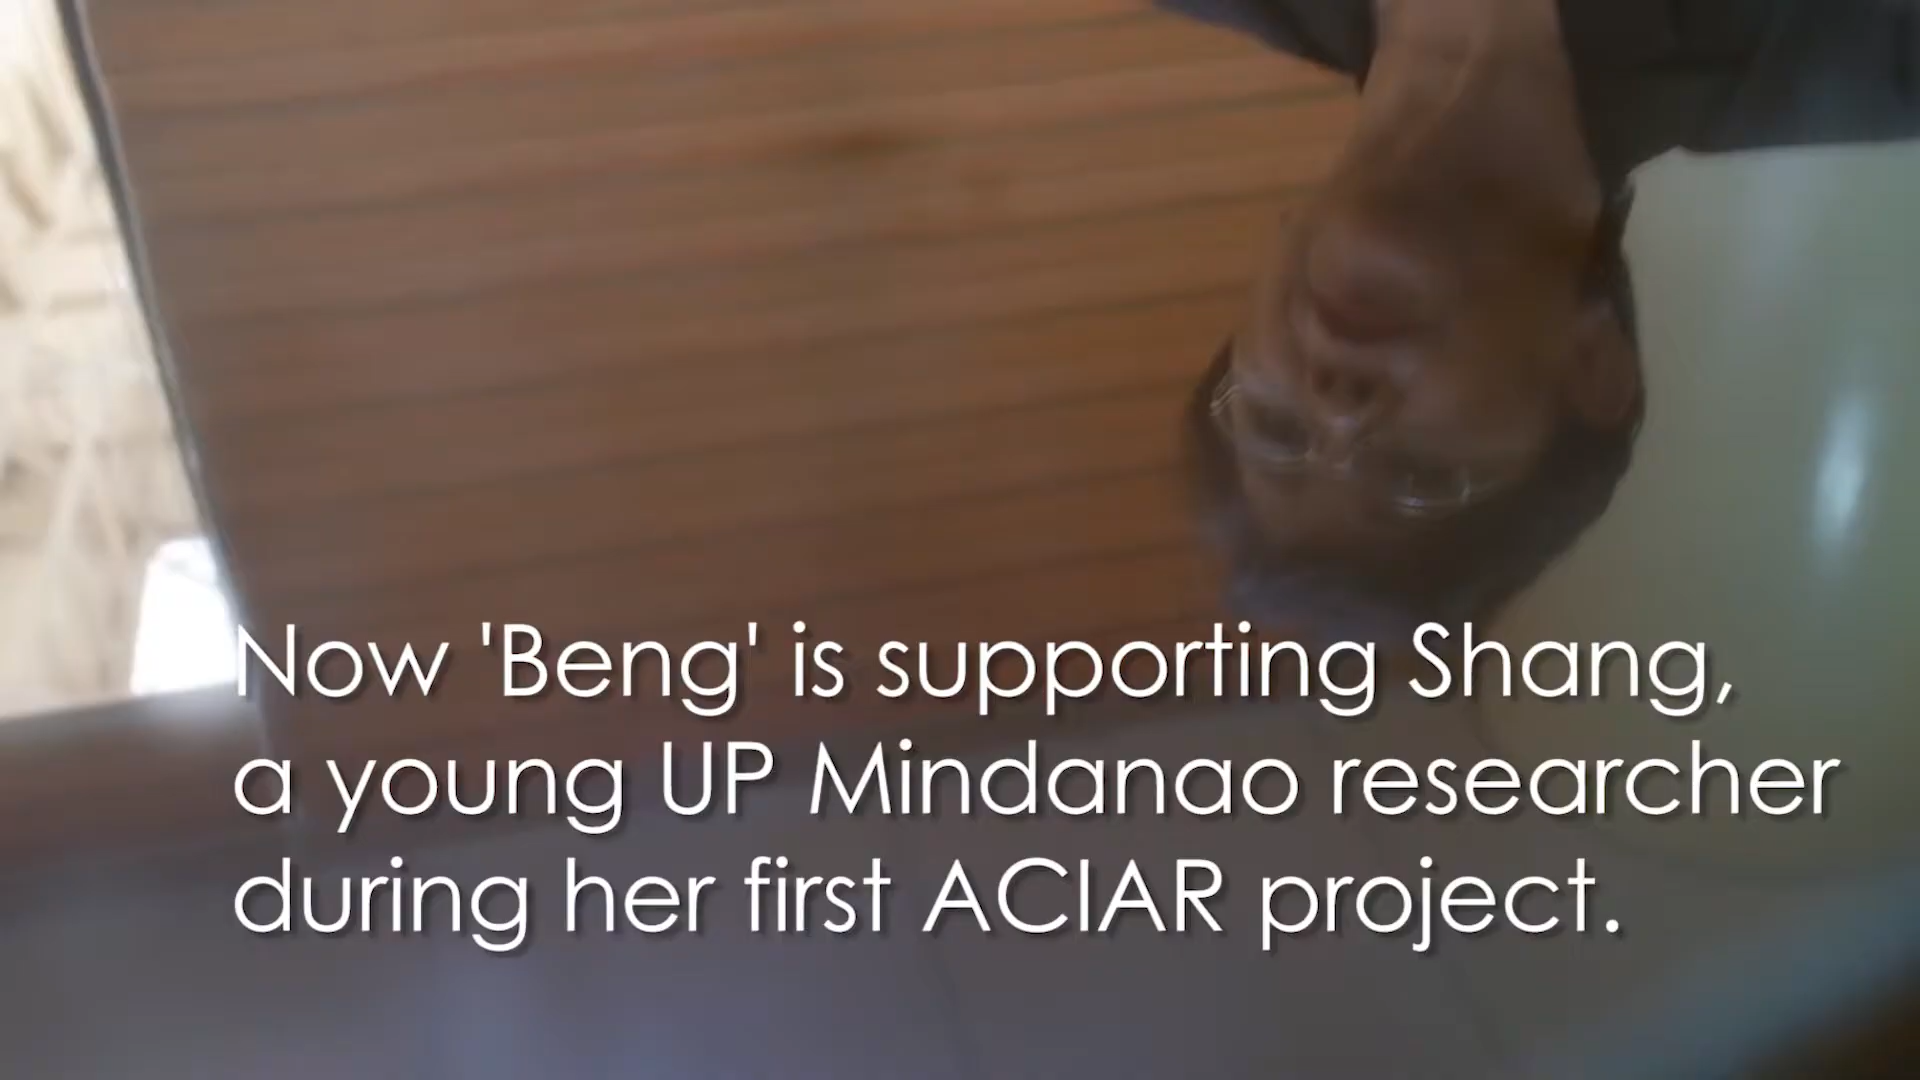 Now 'Beng' is supporting Shang,
a young UP Mindanao researcher
during her first ACIAR project.